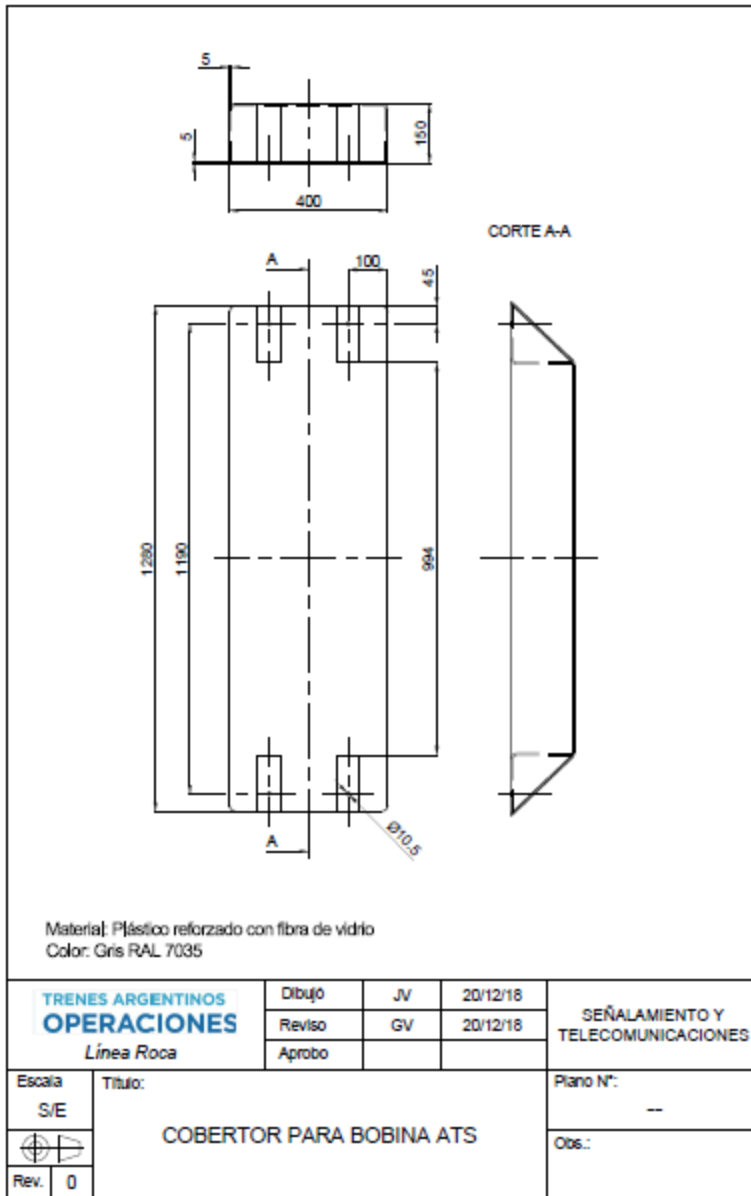 5
5
150
400
CORTE A-A
A
100
45
1280
1190
994
A
Ø10.5
Material: Plástico reforzado con fibra de vidrio
Color: Gris RAL 7035
TRENES ARGENTINOS
OPERACIONES
Línea Roca
Dibujó JV 20/12/18
Reviso GV 20/12/18
Aprobo
SEÑALAMIENTO Y
TELECOMUNICACIONES
Escala
S/E
Título:
COBERTOR PARA BOBINA ATS
Plano N°:
--
Obs.:
Rev. 0